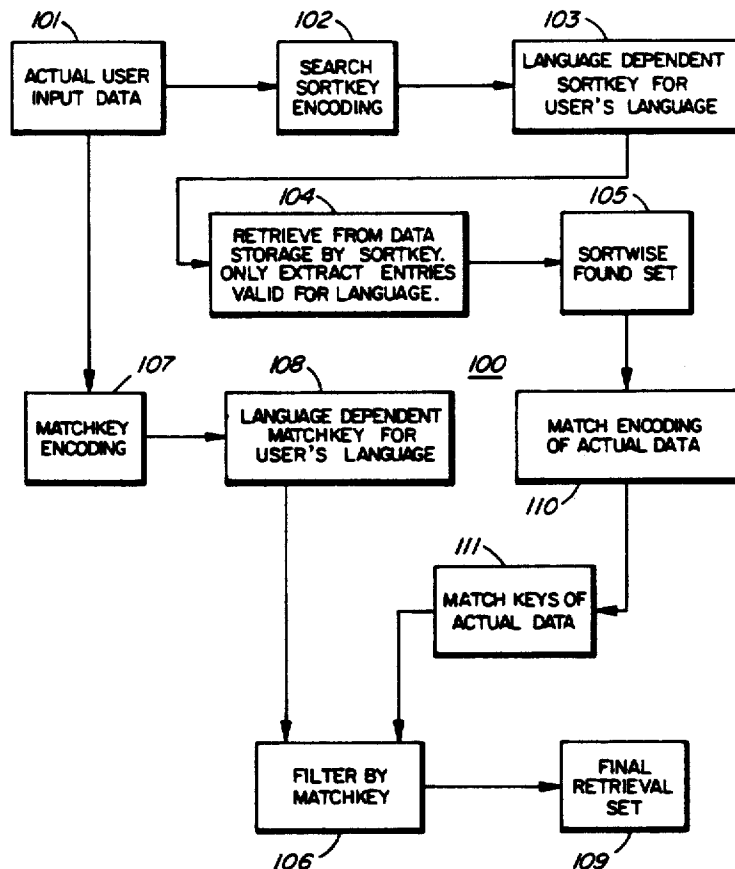 101
ACTUAL USER
INPUT DATA
102
SEARCH
SORTKEY
ENCODING
103
LANGUAGE DEPENDENT
SORTKEY FOR
USER'S LANGUAGE
104
RETRIEVE FROM DATA
STORAGE BY SORTKEY.
ONLY EXTRACT ENTRIES
VALID FOR LANGUAGE.
105
SORTWISE
FOUND SET
107
MATCHKEY
ENCODING
108
LANGUAGE DEPENDENT
MATCHKEY FOR
USER'S LANGUAGE
100
MATCH ENCODING
OF ACTUAL DATA
110
111
MATCH KEYS OF
ACTUAL DATA
FILTER BY
MATCHKEY
106
FINAL
RETRIEVAL
SET
109